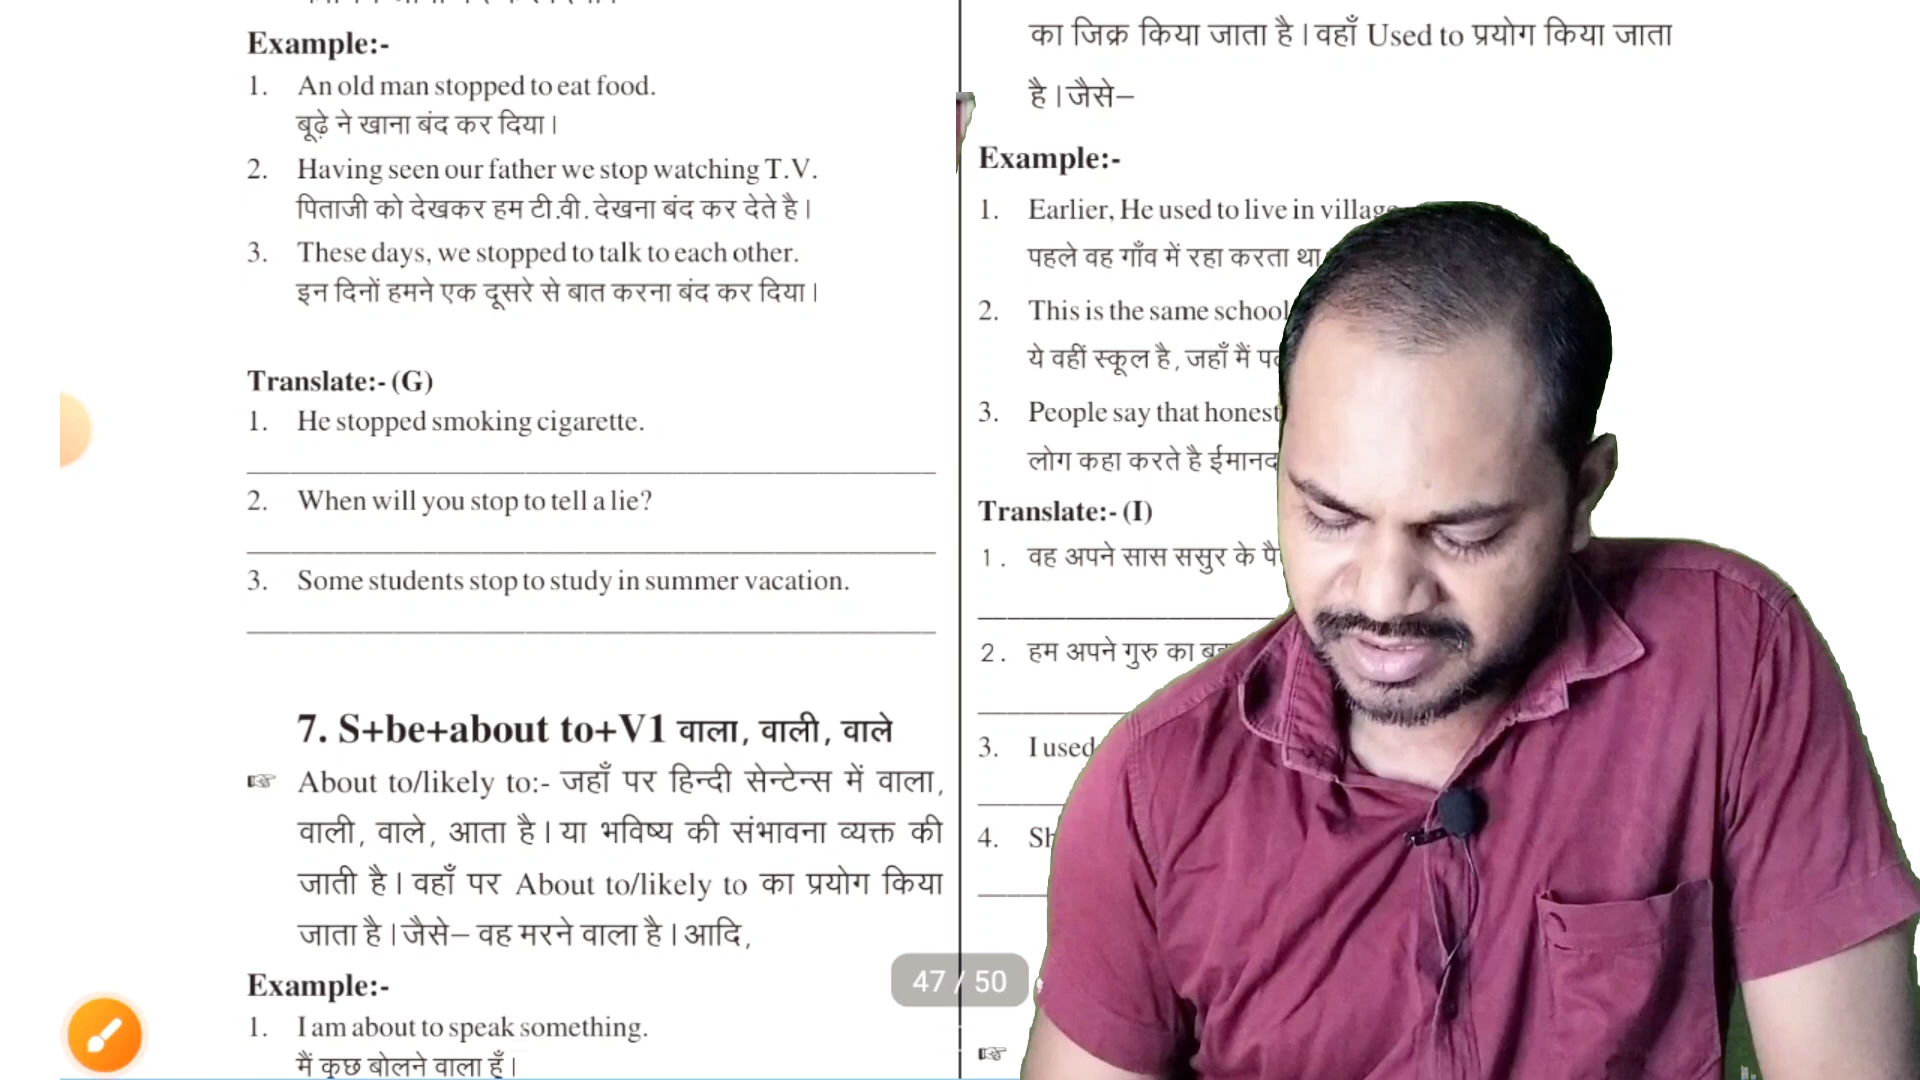 Example:-
1. An old man stopped to eat food.
बूढ़े ने खाना बंद कर दिया।
2. Having seen our father we stop watching T.V.
पिताजी को देखकर हम टी.वी. देखना बंद कर देते है।
3. These days, we stopped to talk to each other.
इन दिनों हमने एक दूसरे से बात करना बंद कर दिया।
Translate:- (G)
1. He stopped smoking cigarette.
2. When will you stop to tell a lie?
3. Some students stop to study in summer vacation.
7. S+be+about to+V1 वाला, वाली, वाले
☞ About to/likely to:- जहाँ पर हिन्दी सेन्टेन्स में वाला,
वाली, वाले, आता है। या भविष्य की संभावना व्यक्त की
जाती है। वहाँ पर About to/likely to का प्रयोग किया
जाता है। जैसे– वह मरने वाला है। आदि,
Example:-
1. I am about to speak something.
मैं कुछ बोलने वाला हूँ।
का जिक्र किया जाता है। वहाँ Used to प्रयोग किया जाता
है। जैसे–
Example:-
1. Earlier, He used to live in
पहले वह गाँव में रहा करता था
2. This is the same school
ये वहीं स्कूल है, जहाँ मैं
3. People say that
लोग कहा करते है
Translate:- (I)
1. वह अपने सास ससुर के
2. हम अपने गुरु का
3. I used
4.
☞
47 / 50